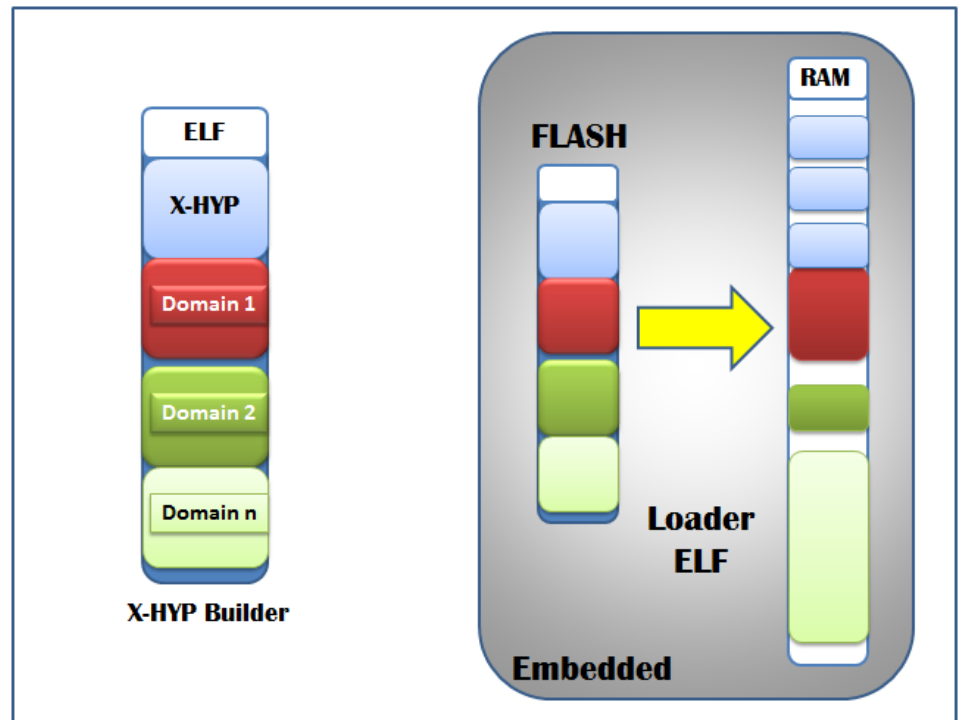 ELF
X-HYP
Domain 1
Domain 2
Domain n
X-HYP Builder
FLASH
RAM
Loader
ELF
Embedded